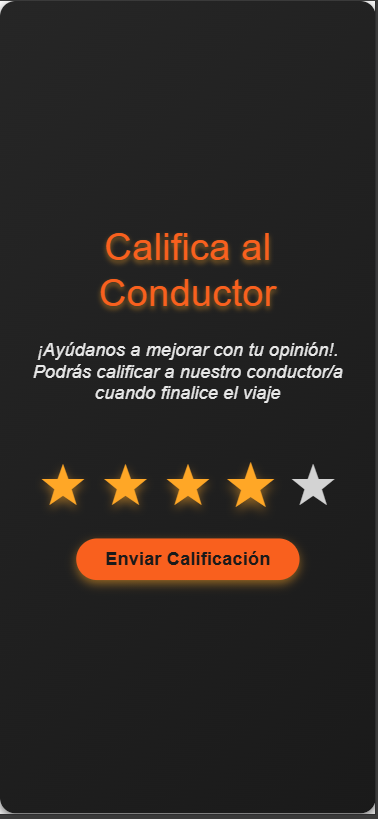 Califica al
Conductor
¡Ayúdanos a mejorar con tu opinión!.
Podrás calificar a nuestro conductor/a
cuando finalice el viaje
Enviar Calificación